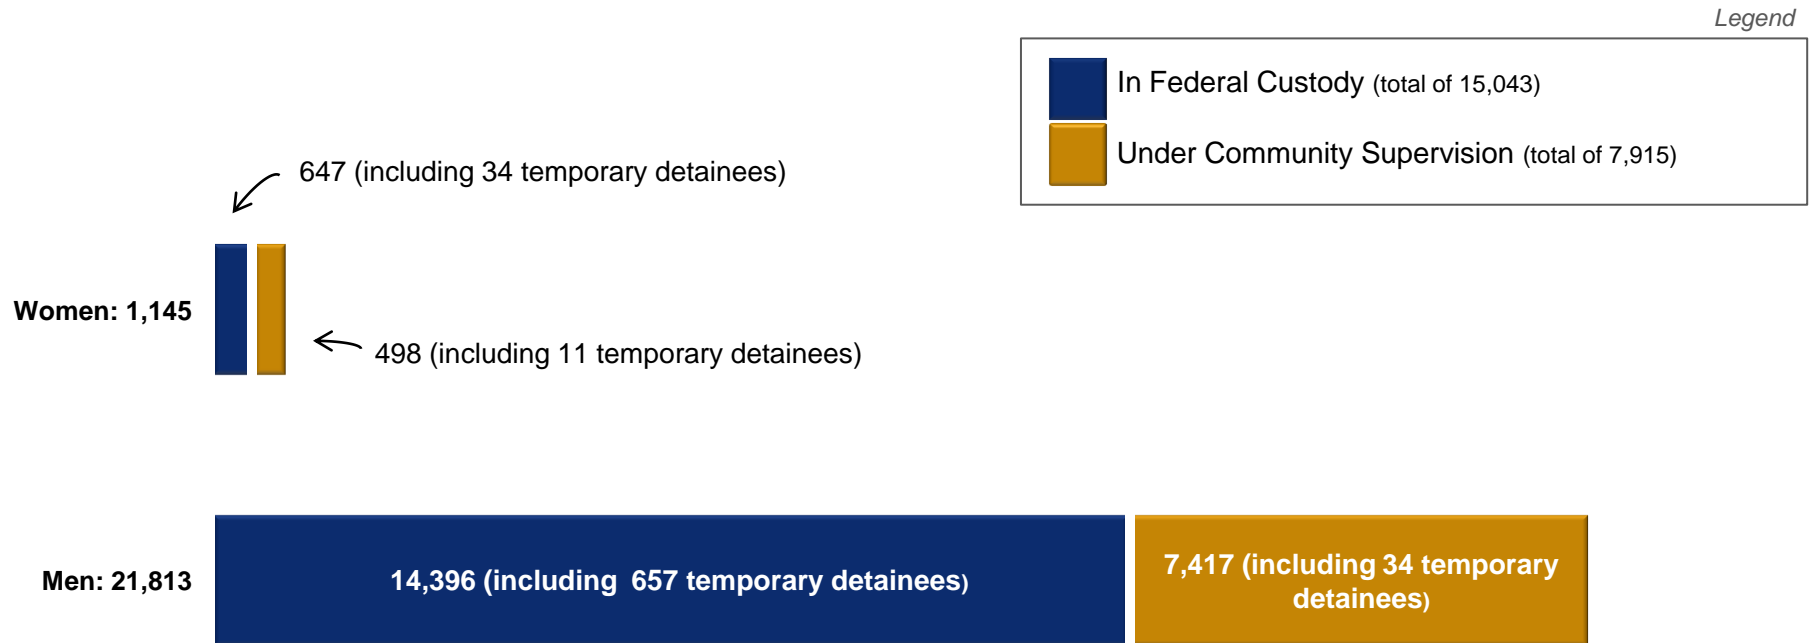 Legend
In Federal Custody (total of 15,043)
Under Community Supervision (total of 7,915)
647 (including 34 temporary detainees)
Women: 1,145
498 (including 11 temporary detainees)
Men: 21,813
14,396 (including  657 temporary detainees)
7,417 (including 34 temporary
detainees)